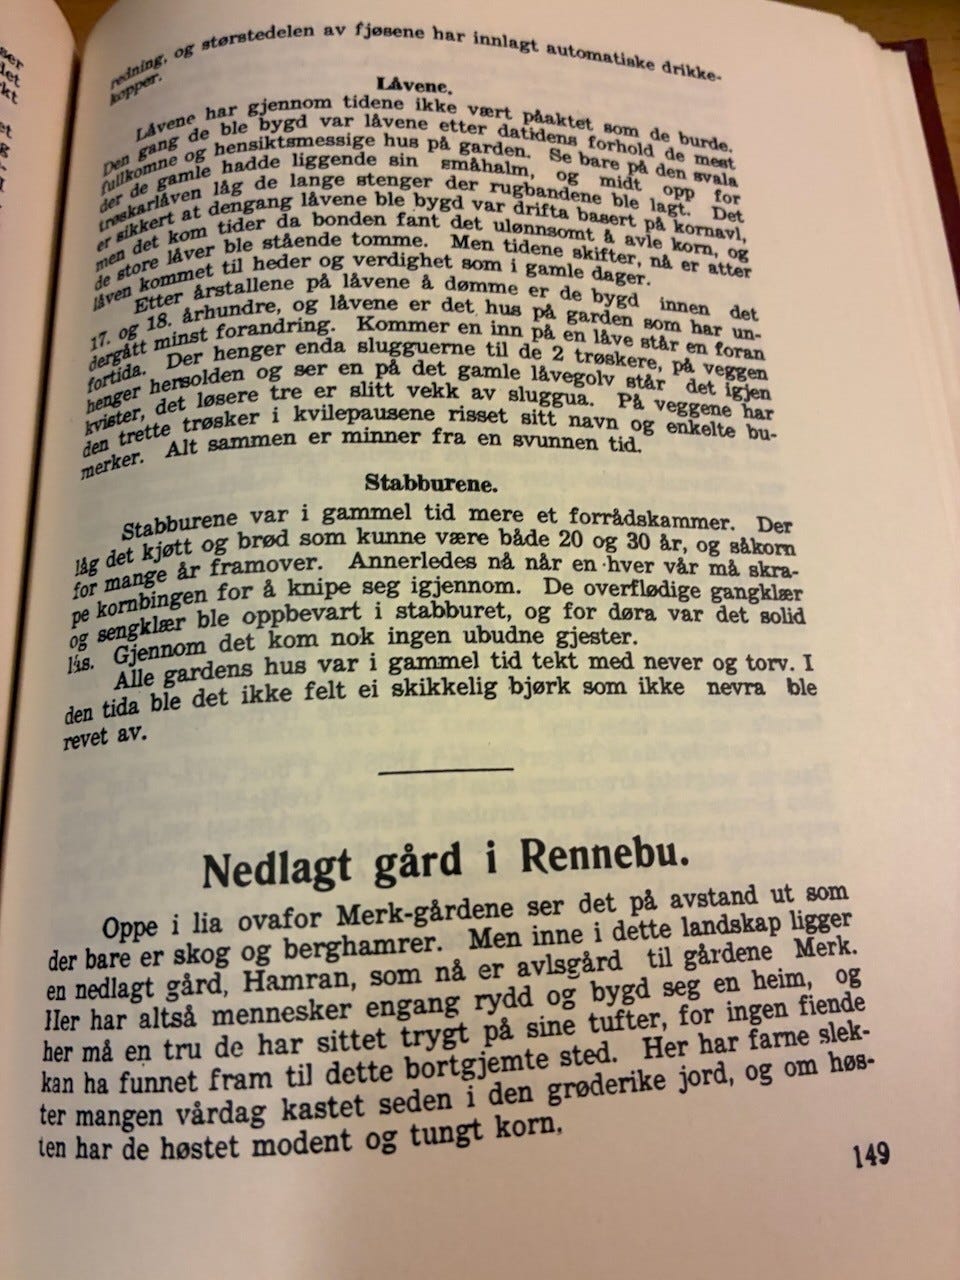 redning, og størstedelen av fjøsene har innlagt automatiske drikke-
kopper.
Låvene.
Låvene har gjennom tidene ikke vært påaktet som de burde.
Den gang de ble bygd var låvene etter datidens forhold de mest
fullkomne og hensiktsmessige hus på garden. Se bare på den svala
der de gamle hadde liggende sin småhalm, og midt opp for
trøskarlåven låg de lange stenger der rugbandene ble lagt. Det
er sikkert at dengang låvene ble bygd var drifta basert på kornavl,
men det kom tider da bonden fant det ulønnsomt å avle korn, og
de store låver ble stående tomme. Men tidene skifter, nå er atter
låven kommet til heder og verdighet som i gamle dager.
Etter årstallene på låvene å dømme er de bygd innen det
17. og 18. århundre, og låvene er det hus på garden som har un-
dergått minst forandring. Kommer en inn på en låve står en foran
fortida. Der henger enda slugguerne til de 2 trøskere, på veggen
henger hersolden og ser en på det gamle låvegolv står det igjen
kvister, det løsere tre er slitt vekk av sluggua. På veggene har
den trette trøsker i kvilepausene risset sitt navn og enkelte bu-
merker. Alt sammen er minner fra en svunnen tid.
Stabburene.
Stabburene var i gammel tid mere et forrådskammer. Der
låg det kjøtt og brød som kunne være både 20 og 30 år, og såkorn
for mange år framover. Annerledes nå når en hver vår må skra-
pe kornbingen for å knipe seg igjennom. De overflødige gangklær
og sengklær ble oppbevart i stabburet, og for døra var det solid
lås. Gjennom det kom nok ingen ubudne gjester.
Alle gardens hus var i gammel tid tekt med never og torv. I
den tida ble det ikke felt ei skikkelig bjørk som ikke nevra ble
revet av.
Nedlagt gård i Rennebu.
Oppe i lia ovafor Merk-gårdene ser det på avstand ut som
der bare er skog og berghamrer. Men inne i dette landskap ligger
en nedlagt gård, Hamran, som nå er avlsgård til gårdene Merk.
Her har altså mennesker engang rydd og bygd seg en heim, og
her må en tru de har sittet trygt på sine tufter, for ingen fiende
kan ha funnet fram til dette bortgjemte sted. Her har farne slek-
ter mangen vårdag kastet seden i den grøderike jord, og om høs-
ten har de høstet modent og tungt korn.
149